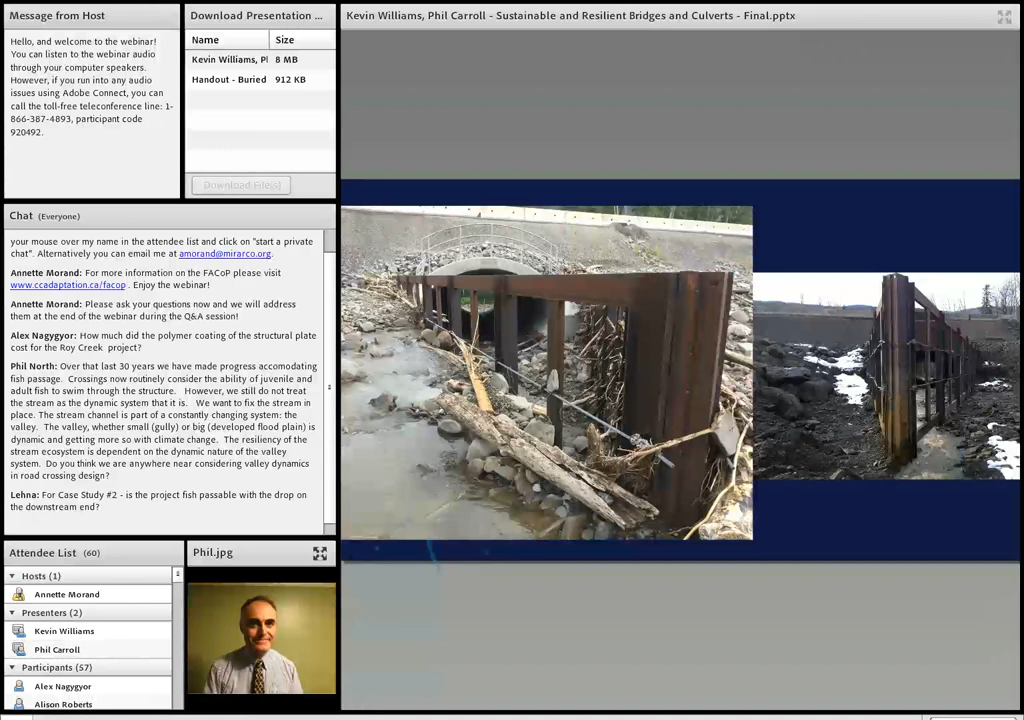 Message from Host
Hello, and welcome to the webinar!
You can listen to the webinar audio
through your computer speakers.
However, if you run into any audio
issues using Adobe Connect, you can
call the toll-free teleconference line: 1-
866-387-4893, participant code
920492.
Download Presentation ...
Name Size
Kevin Williams, Pl 8 MB
Handout - Buried 912 KB
Download File(s)
Chat (Everyone)
your mouse over my name in the attendee list and click on "start a private
chat". Alternatively you can email me at amorand@mirarco.org.
Annette Morand: For more information on the FACoP please visit
www.ccadaptation.ca/facop . Enjoy the webinar!
Annette Morand: Please ask your questions now and we will address
them at the end of the webinar during the Q&A session!
Alex Nagygyor: How much did the polymer coating of the structural plate
cost for the Roy Creek project?
Phil North: Over that last 30 years we have made progress accomodating
fish passage. Crossings now routinely consider the ability of juvenile and
adult fish to swim through the structure. However, we still do not treat
the stream as the dynamic system that it is. We want to fix the stream in
place. The stream channel is part of a constantly changing system: the
valley. The valley, whether small (gully) or big (developed flood plain) is
dynamic and getting more so with climate change. The resiliency of the
stream ecosystem is dependent on the dynamic nature of the valley
system. Do you think we are anywhere near considering valley dynamics
in road crossing design?
Lehna: For Case Study #2 - is the project fish passable with the drop on
the downstream end?
Attendee List (60)
Hosts (1)
Annette Morand
Presenters (2)
Kevin Williams
Phil Carroll
Participants (57)
Alex Nagygyor
Alison Roberts
Phil.jpg
Kevin Williams, Phil Carroll - Sustainable and Resilient Bridges and Culverts - Final.pptx